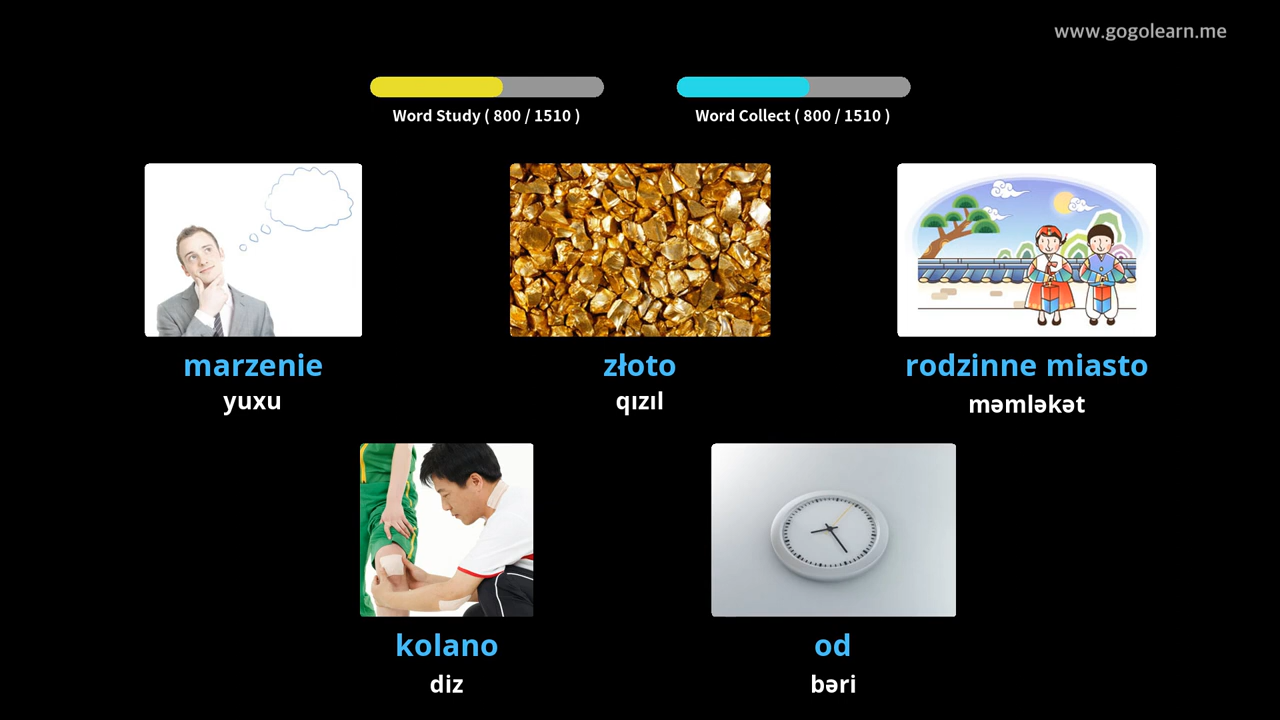 www.gogolearn.me
Word Study ( 800 / 1510 )
Word Collect ( 800 / 1510 )
marzenie
yuxu
złoto
qızıl
rodzinne miasto
məmləkət
kolano
diz
od
bəri